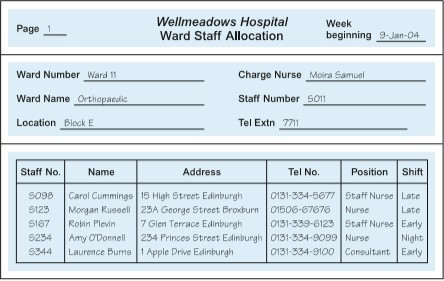 Wellmeadows Hospital
Page 1 Ward Staff Allocation Week beginning 9-Jan-04
Ward Number Ward 11 Charge Nurse Moira Samuel
Ward Name Orthopaedic Staff Number S011
Location Block E Tel Extn 7711
Staff No. Name Address Tel No. Position Shift
S098 Carol Cummings 15 High Street Edinburgh 0131-334-5677 Staff Nurse Late
S123 Morgan Russell 23A George Street Broxburn 01506-67676 Nurse Late
S167 Robin Plevin 7 Glen Terrace Edinburgh 0131-339-6123 Staff Nurse Early
S234 Amy O'Donnell 234 Princes Street Edinburgh 0131-334-9099 Nurse Night
S344 Laurence Burns 1 Apple Drive Edinburgh 0131-334-9100 Consultant Early